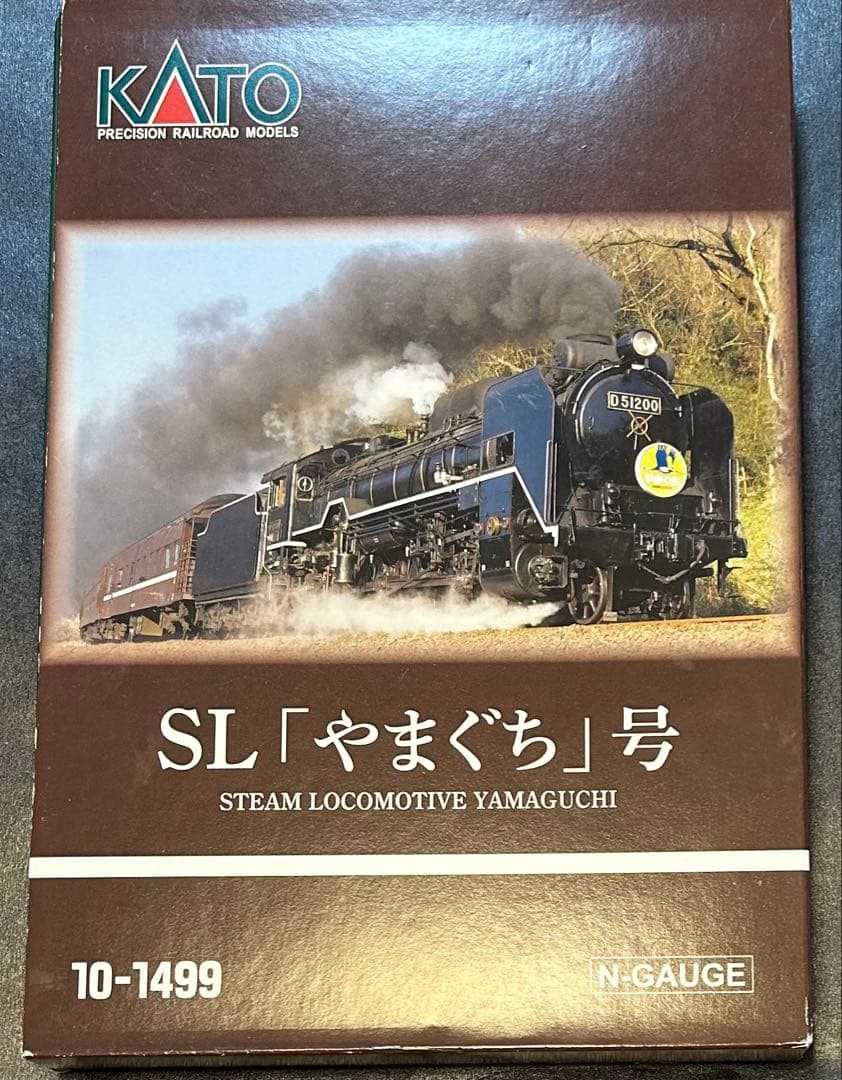 KATO
PRECISION RAILROAD MODELS
D51200
SL「やまぐち」号
STEAM LOCOMOTIVE YAMAGUCHI
10-1499
N-GAUGE